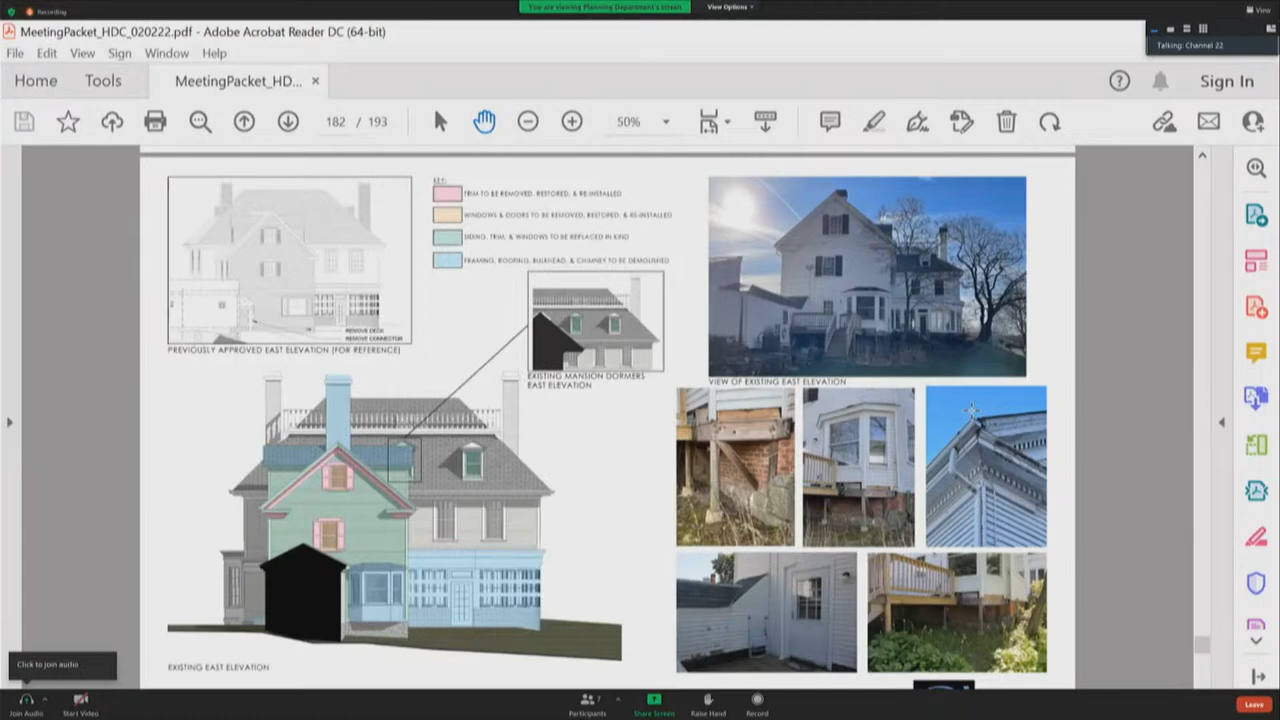 Recording
You are viewing Planning Department's screen
View Options
View
MeetingPacket_HDC_020222.pdf - Adobe Acrobat Reader DC (64-bit)
Talking: Channel 22
File Edit View Sign Window Help
Home Tools MeetingPacket_HD... ×
Sign In
182 / 193
50%
KEY:
TRIM TO BE REMOVED, RESTORED, & RE-INSTALLED
WINDOWS & DOORS TO BE REMOVED, RESTORED, & RE-INSTALLED
SIDING, TRIM, & WINDOWS TO BE REPLACED IN KIND
FRAMING, ROOFING, BULKHEAD, & CHIMNEY TO BE DEMOLISHED
REMOVE DECK
REMOVE CONNECTOR
PREVIOUSLY APPROVED EAST ELEVATION (FOR REFERENCE)
EXISTING MANSION DORMERS
EAST ELEVATION
VIEW OF EXISTING EAST ELEVATION
EXISTING EAST ELEVATION
Click to join audio
Join Audio
Start Video
7
Participants
Share Screen
Raise Hand
Record
Leave